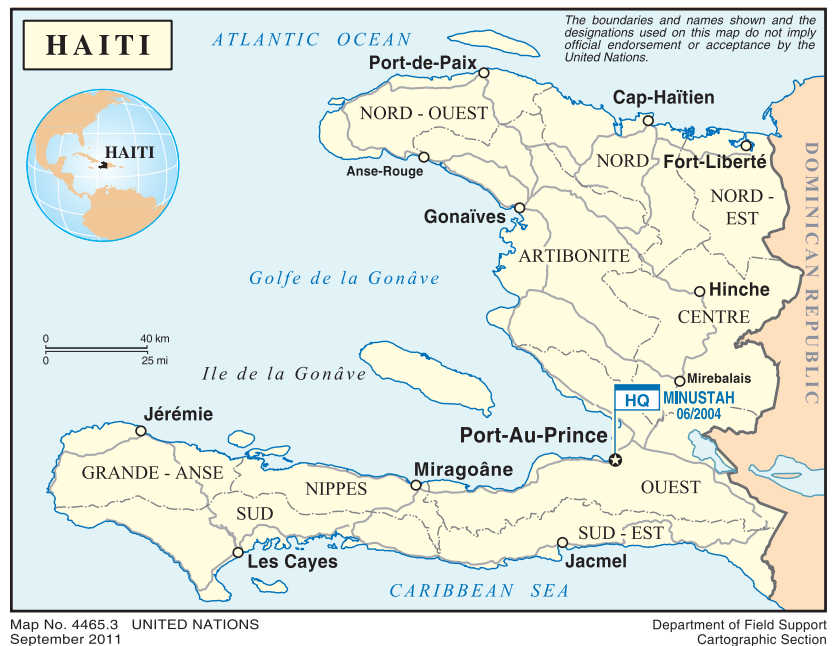 HAITI
ATLANTIC OCEAN
The boundaries and names shown and the
designations used on this map do not imply
official endorsement or acceptance by the
United Nations.
Port-de-Paix
Cap-Haïtien
NORD - OUEST
HAITI
NORD
Fort-Liberté
Anse-Rouge
NORD -
EST
Gonaïves
ARTIBONITE
DOMINICAN REPUBLIC
Golfe de la Gonâve
Hinche
CENTRE
0 40 km
0 25 mi
Ile de la Gonâve
Mirebalais
HQ
MINUSTAH
06/2004
Jérémie
Port-Au-Prince
GRANDE - ANSE
Miragoâne
NIPPES
OUEST
SUD
SUD - EST
Les Cayes
Jacmel
CARIBBEAN SEA
Map No. 4465.3 UNITED NATIONS
September 2011
Department of Field Support
Cartographic Section